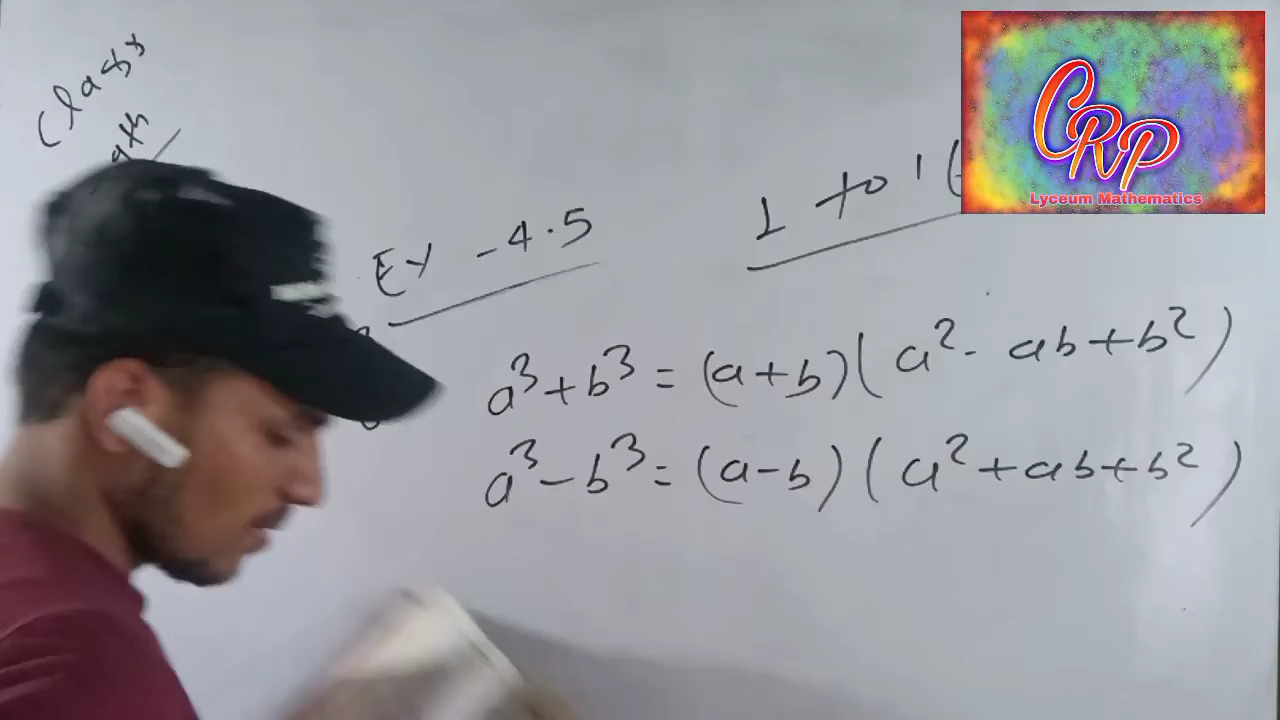 Class x
Ex - 4.5
1 to 1
a³+b³ = (a+b)(a²- ab+b²)
a³-b³= (a-b)(a²+ab+b²)
CRP
Lyceum Mathematics